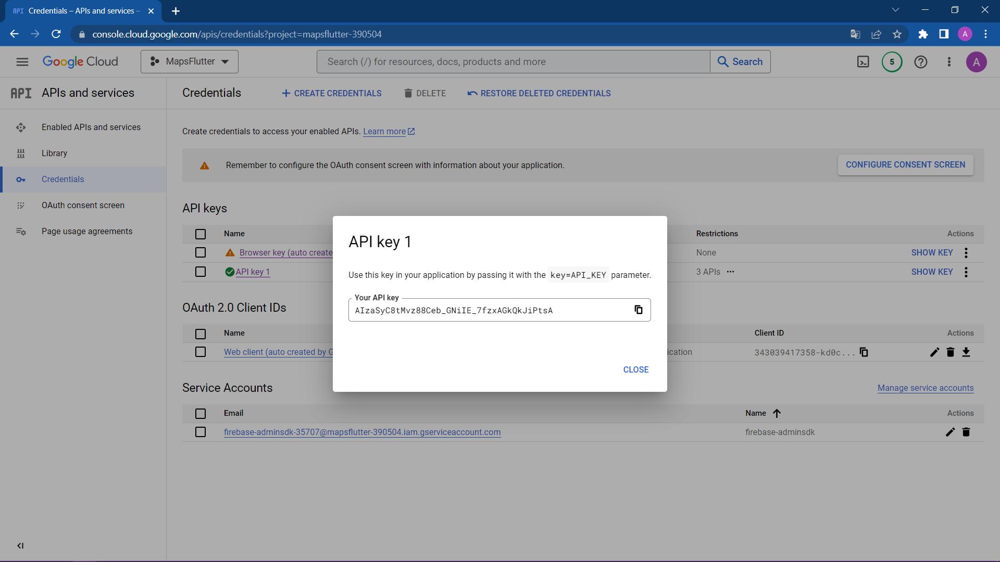 API Credentials – APIs and services –
console.cloud.google.com/apis/credentials?project=mapsflutter-390504
A
Google Cloud
MapsFlutter
Search (/) for resources, docs, products and more
Search
5
A
API APIs and services
Credentials
CREATE CREDENTIALS
DELETE
RESTORE DELETED CREDENTIALS
Enabled APIs and services
Library
Credentials
OAuth consent screen
Page usage agreements
Create credentials to access your enabled APIs. Learn more
Remember to configure the OAuth consent screen with information about your application.
CONFIGURE CONSENT SCREEN
API keys
Name
Restrictions
Actions
Browser key (auto create
None
SHOW KEY
API key 1
3 APIs
SHOW KEY
API key 1
Use this key in your application by passing it with the key=API_KEY parameter.
Your API key
AIzaSyC8tMvz88Ceb_GNiIE_7fzxAGkQkJiPtsA
CLOSE
OAuth 2.0 Client IDs
Name
Client ID
Actions
Web client (auto created by G
ication
343039417358-kd0c...
Service Accounts
Manage service accounts
Email
Name
Actions
firebase-adminsdk-35707@mapsflutter-390504.iam.gserviceaccount.com
firebase-adminsdk